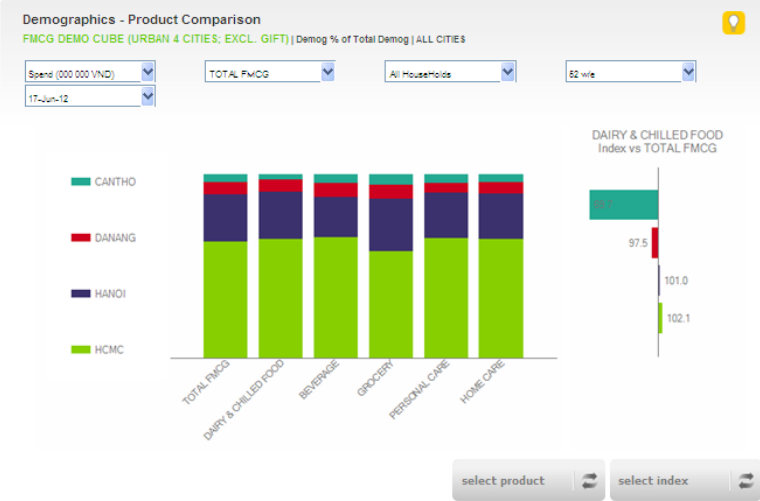 Demographics - Product Comparison
FMCG DEMO CUBE (URBAN 4 CITIES; EXCL. GIFT) | Demog % of Total Demog | ALL CITIES
Spend (000 000 VND)
TOTAL FMCG
All HouseHolds
52 w/e
17-Jun-12
DAIRY & CHILLED FOOD
Index vs TOTAL FMCG
CANTHO
DANANG
HANOI
HCMC
97.5
101.0
102.1
TOTAL FMCG
DAIRY & CHILLED FOOD
BEVERAGE
GROCERY
PERSONAL CARE
HOME CARE
select product
select index